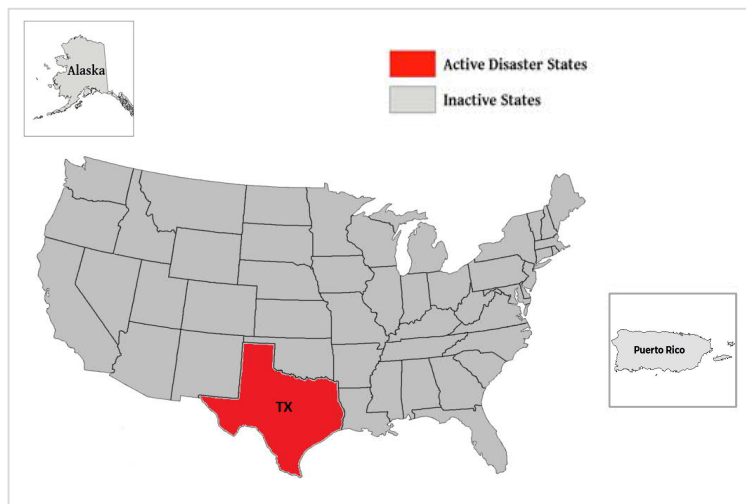 Alaska
Active Disaster States
Inactive States
Puerto Rico
TX